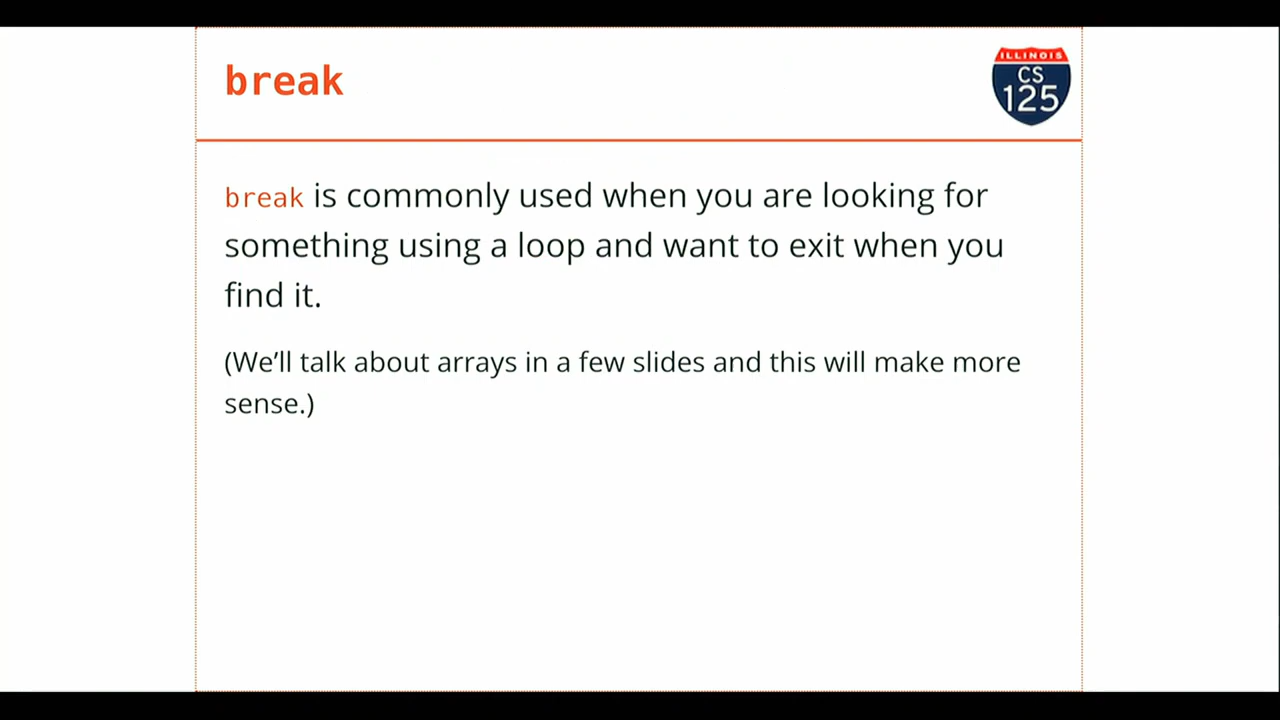 break
ILLINOIS
CS
125
break is commonly used when you are looking for
something using a loop and want to exit when you
find it.
(We’ll talk about arrays in a few slides and this will make more
sense.)